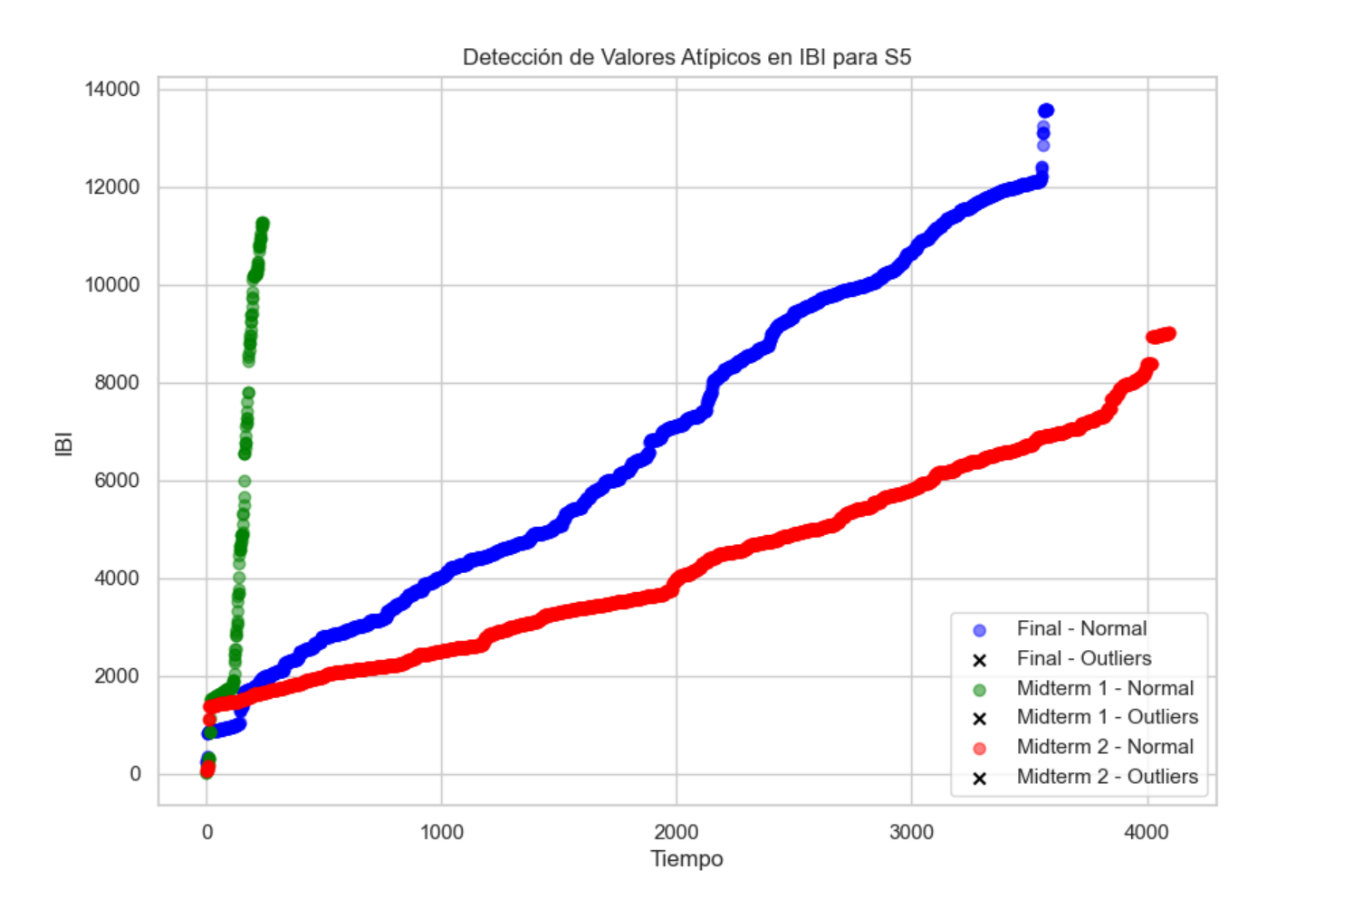 Detección de Valores Atípicos en IBI para S5
14000
12000
10000
8000
6000
4000
2000
0
IBI
0 1000 2000 3000 4000
Tiempo
Final - Normal
Final - Outliers
Midterm 1 - Normal
Midterm 1 - Outliers
Midterm 2 - Normal
Midterm 2 - Outliers